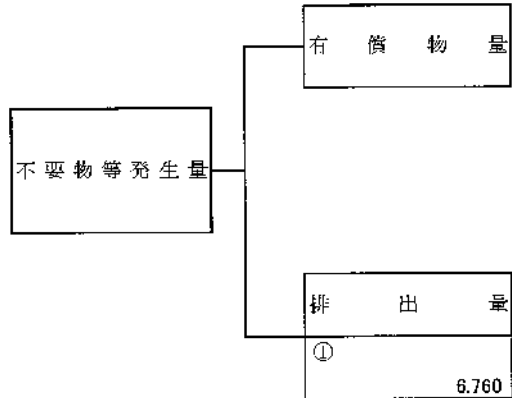 有償物量
不要物等発生量
排出量
①
6.760